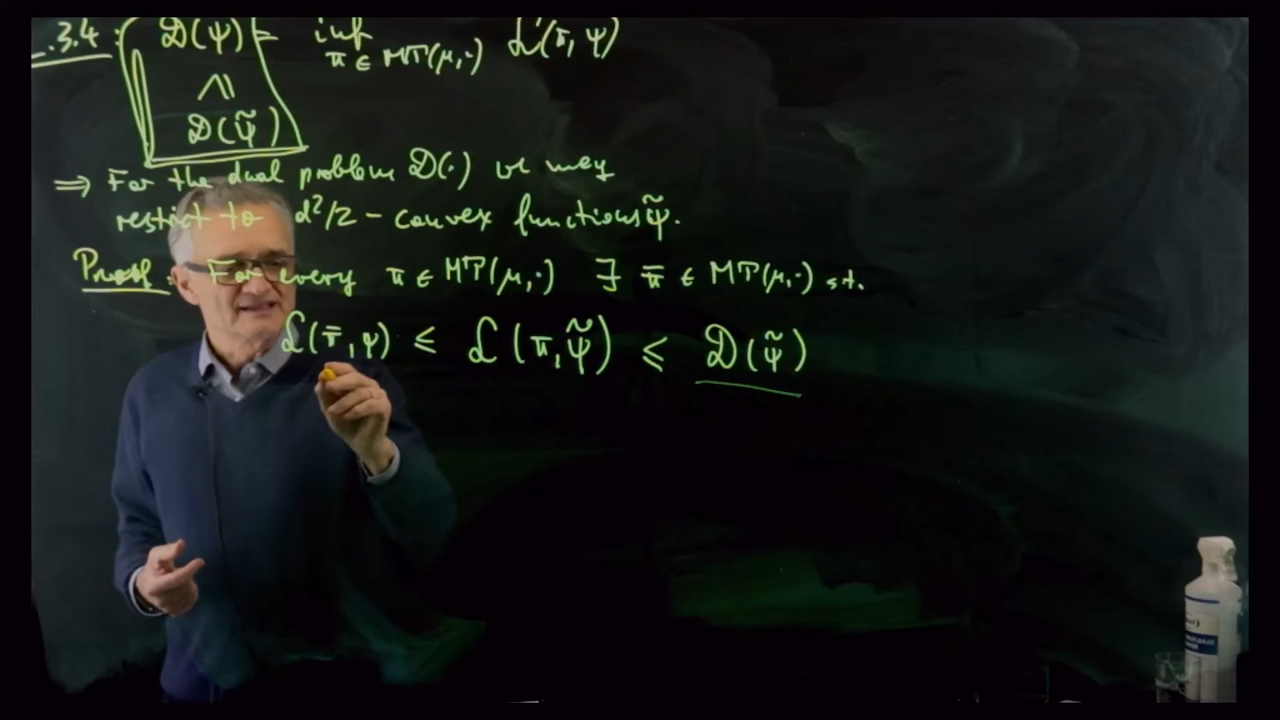 3.4: D(ψ) = inf_{π ∈ MT(μ,·)} L(π, ψ)
∧||
D(ψ̃)
⇒ For the dual problem D(·) we may
restrict to d²/2 - convex functions ψ̃.
Proof: For every π ∈ MT(μ,·) ∃ π̄ ∈ MT(μ,·) s.t.
L(π̄, ψ) ≤ L(π, ψ̃) ≤ D(ψ̃)